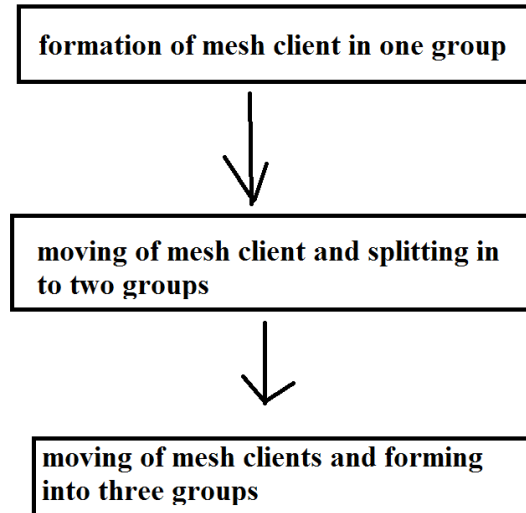 formation of mesh client in one group
moving of mesh client and splitting in
to two groups
moving of mesh clients and forming
into three groups